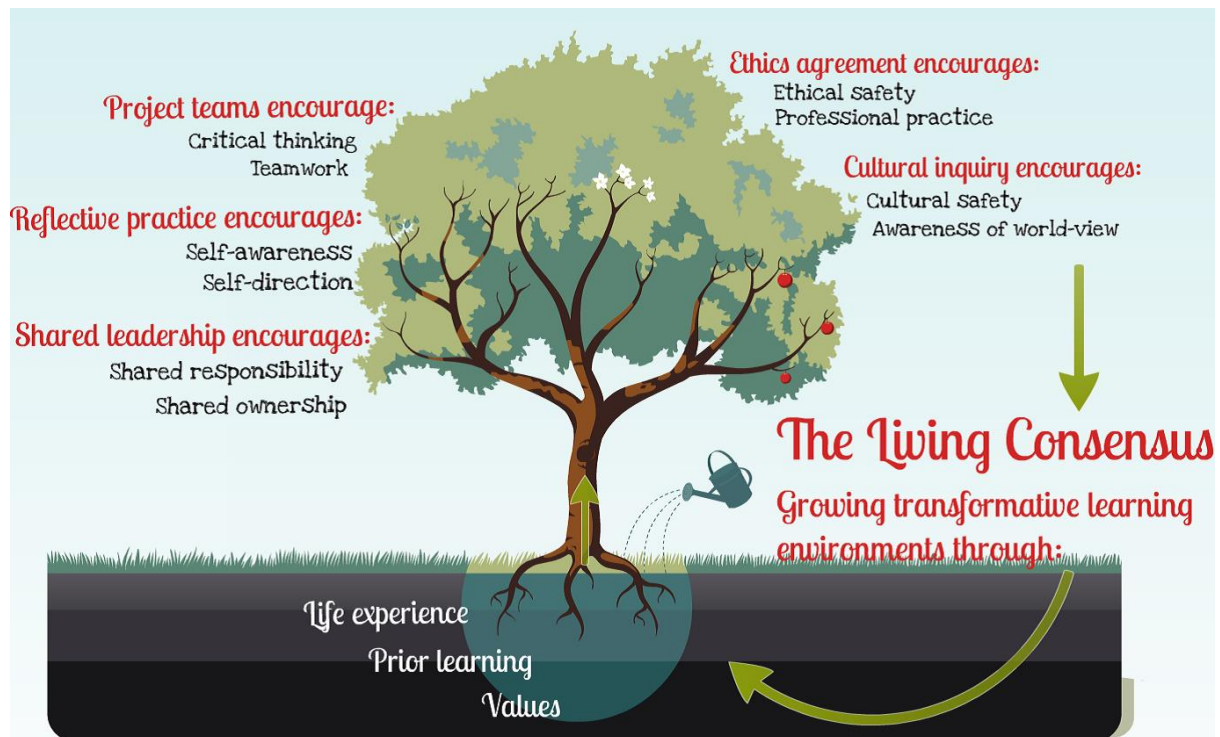 Project teams encourage:
Critical thinking
Teamwork
Reflective practice encourages:
Self-awareness
Self-direction
Shared leadership encourages:
Shared responsibility
Shared ownership
Ethics agreement encourages:
Ethical safety
Professional practice
Cultural inquiry encourages:
Cultural safety
Awareness of world-view
The Living Consensus
Growing transformative learning
environments through:
Life experience
Prior learning
Values